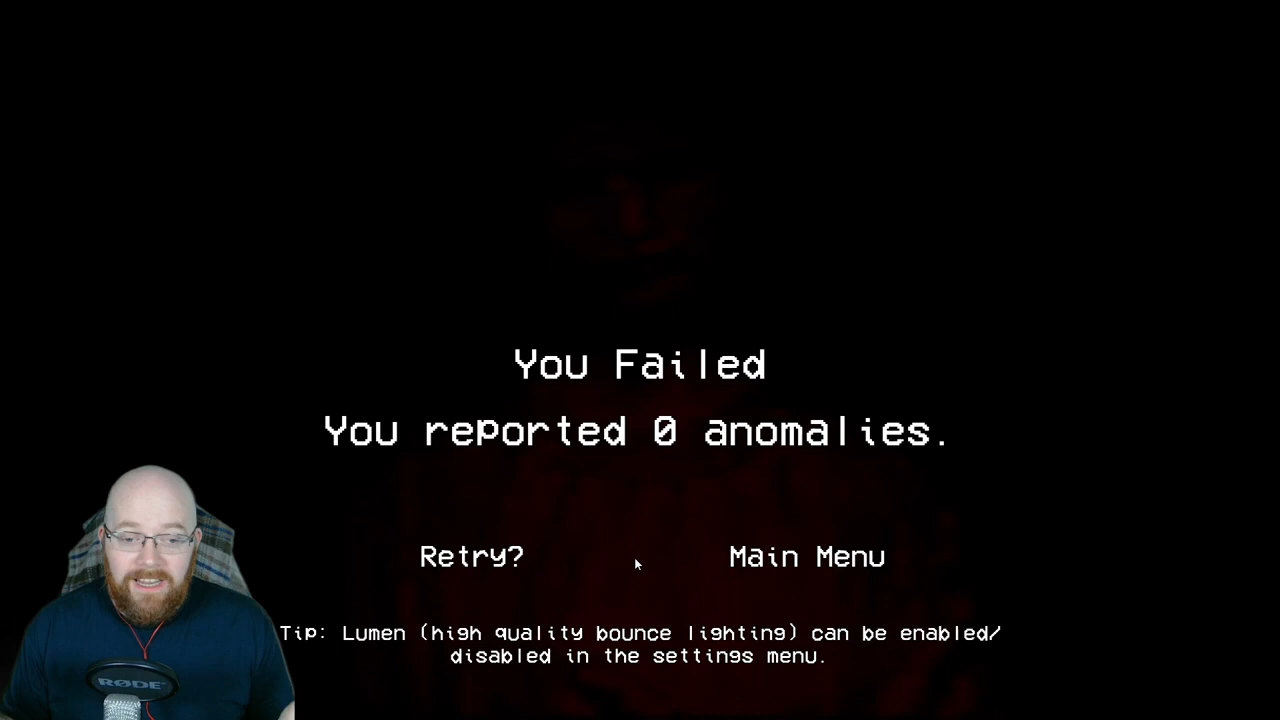 You Failed
You reported 0 anomalies.
Retry?
Main Menu
Tip: Lumen (high quality bounce lighting) can be enabled/
disabled in the settings menu.
RØDE